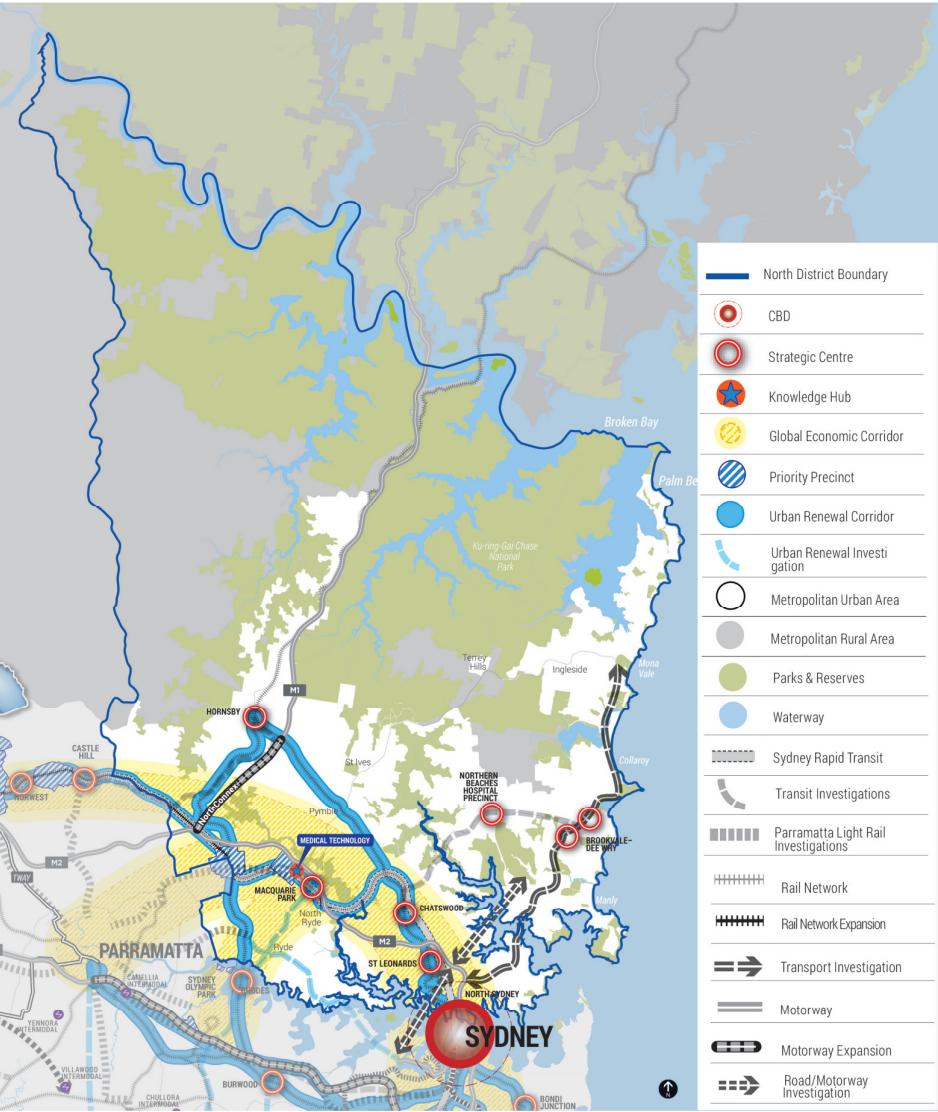 Broken Bay
Palm Be
Ku-ring-Gai Chase
National
Park
Terrey
Hills
Ingleside
Mona
Vale
M1
HORNSBY
CASTLE
HILL
NORWEST
NorthConnex
St Ives
Collaroy
NORTHERN
BEACHES
HOSPITAL
PRECINCT
Pymble
MEDICAL TECHNOLOGY
BROOKVALE–
DEE WHY
M2
TWAY
MACQUARIE
PARK
North
Ryde
CHATSWOOD
Manly
M2
Ryde
PARRAMATTA
ST LEONARDS
CAMELLIA
INTERMODAL
SYDNEY
OLYMPIC
PARK
RHODES
NORTH SYDNEY
SYDNEY
YENNORA
INTERMODAL
VILLAWOOD
INTERMODAL
BURWOOD
CHULLORA
INTERMODAL
BONDI
JUNCTION
N
North District Boundary
CBD
Strategic Centre
Knowledge Hub
Global Economic Corridor
Priority Precinct
Urban Renewal Corridor
Urban Renewal Investi
gation
Metropolitan Urban Area
Metropolitan Rural Area
Parks & Reserves
Waterway
Sydney Rapid Transit
Transit Investigations
Parramatta Light Rail
Investigations
Rail Network
Rail Network Expansion
Transport Investigation
Motorway
Motorway Expansion
Road/Motorway
Investigation